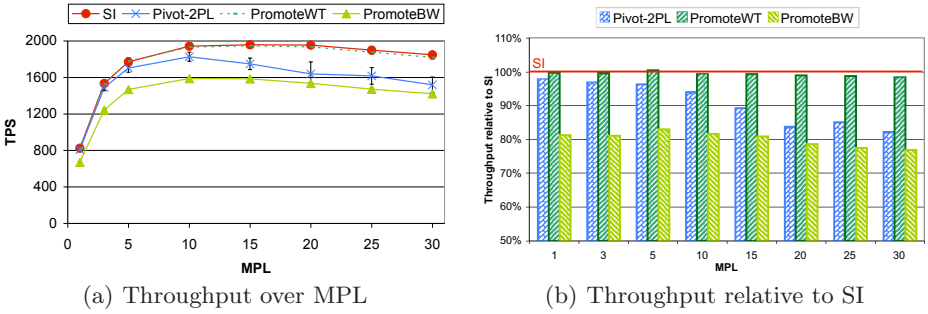 SI Pivot-2PL PromoteWT PromoteBW
2000
1600
1200
800
400
0
TPS
0 5 10 15 20 25 30
MPL
(a) Throughput over MPL
Pivot-2PL PromoteWT PromoteBW
110%
100%
90%
80%
70%
60%
50%
Throughput relative to SI
SI
1 3 5 10 15 20 25 30
MPL
(b) Throughput relative to SI